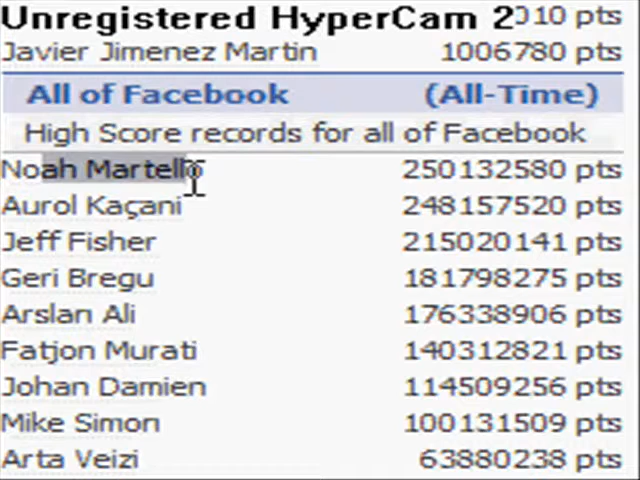 Unregistered HyperCam 2 010 pts
Javier Jimenez Martin 1006780 pts
All of Facebook (All-Time)
High Score records for all of Facebook
Noah Martello 250132580 pts
Aurol Kaçani 248157520 pts
Jeff Fisher 215020141 pts
Geri Bregu 181798275 pts
Arslan Ali 176338906 pts
Fatjon Murati 140312821 pts
Johan Damien 114509256 pts
Mike Simon 100131509 pts
Arta Veizi 63880238 pts